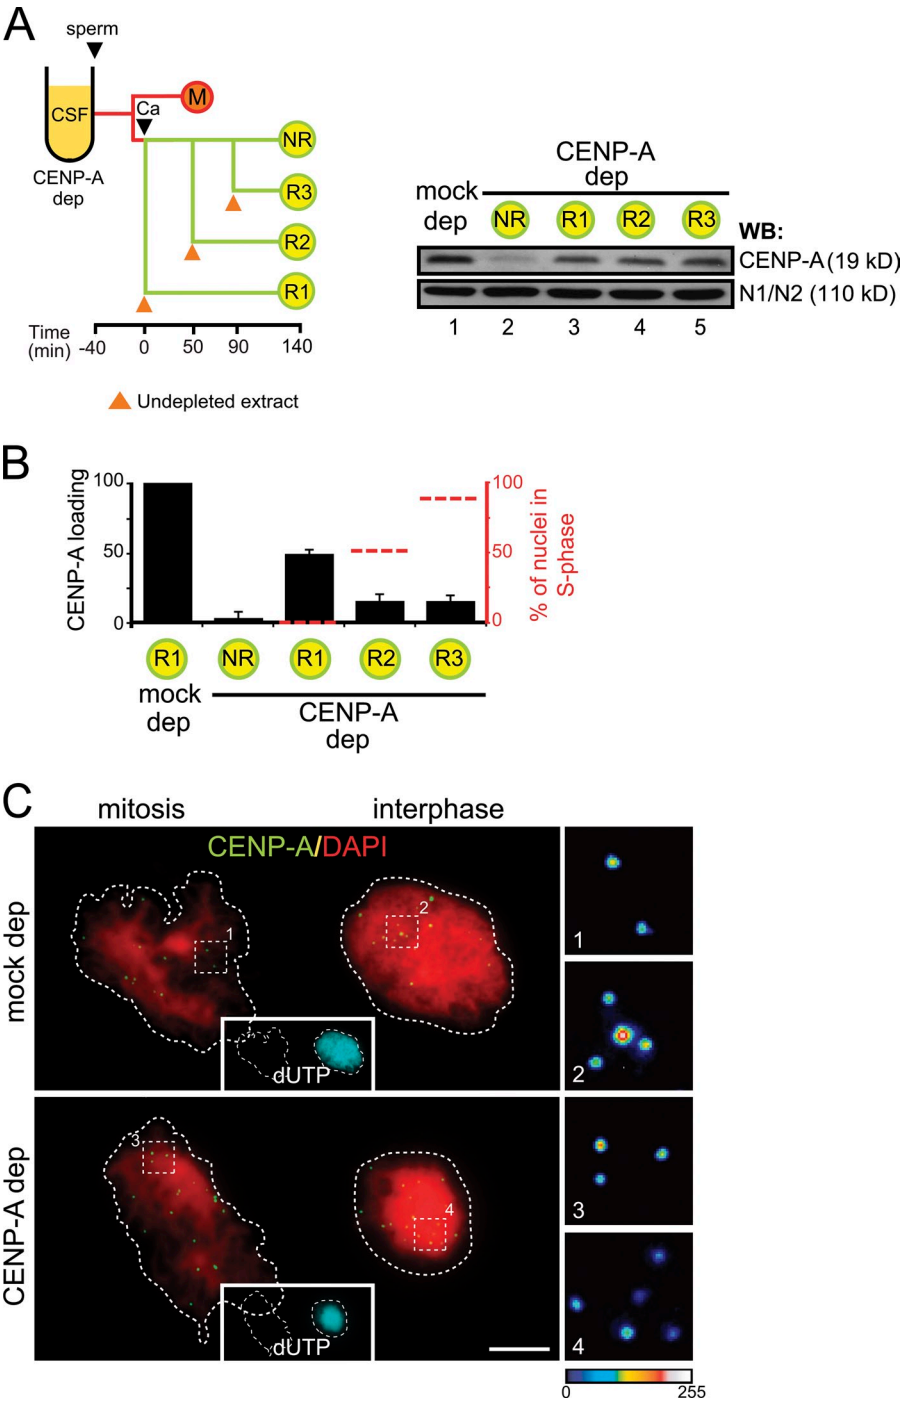 A
sperm
CSF
Ca
M
CENP-A
dep
NR
R3
R2
R1
Time
(min)
-40 0 50 90 140
Undepleted extract
CENP-A
dep
mock
dep
NR R1 R2 R3
WB:
CENP-A (19 kD)
N1/N2 (110 kD)
1 2 3 4 5
B
CENP-A loading
100
50
0
100
50
0
% of nuclei in
S-phase
R1 NR R1 R2 R3
mock
dep
CENP-A
dep
C
mitosis interphase
CENP-A/DAPI
mock dep
1
2
dUTP
1
2
CENP-A dep
3
4
dUTP
3
4
0 255